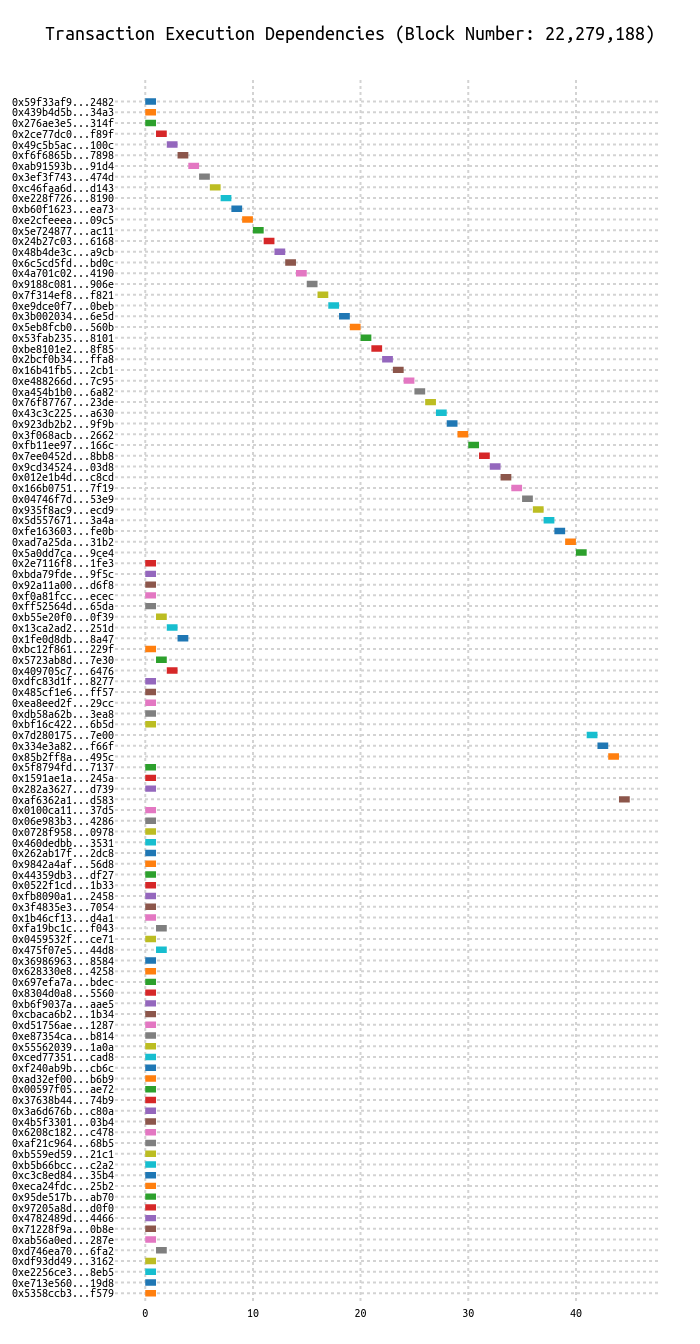 Transaction Execution Dependencies (Block Number: 22,279,188)
0x59f33af9...2482
0x439b4d5b...34a3
0x276ae3e5...314f
0x2ce77dc0...f89f
0x49c5b5ac...100c
0xf6f6865b...7898
0xab91593b...91d4
0x3ef3f743...474d
0xc46faa6d...d143
0xe228f726...8190
0xb60f1623...ea73
0xe2cfeeea...09c5
0x5e724877...ac11
0x24b27c03...6168
0x48b4de3c...a9cb
0x6c5cd5fd...bd0c
0x4a701c02...4190
0x9188c081...906e
0x7f314ef8...f821
0xe9dce0f7...0beb
0x3b002034...6e5d
0x5eb8fcb0...560b
0x53fab235...8101
0xbe8101e2...8f85
0x2bcf0b34...ffa8
0x16b41fb5...2cb1
0xe488266d...7c95
0xa454b1b0...6a82
0x76f87767...23de
0x43c3c225...a630
0x923db2b2...9f9b
0x3f068acb...2662
0xfb11ee97...166c
0x7ee0452d...8bb8
0x9cd34524...03d8
0x012e1b4d...c8cd
0x166b0751...7f19
0x04746f7d...53e9
0x935f8ac9...ecd9
0x5d557671...3a4a
0xfe163603...fe0b
0xad7a25da...31b2
0x5a0dd7ca...9ce4
0x2e7116f8...1fe3
0xbda79fde...9f5c
0x92a11a00...d6f8
0xf0a81fcc...ecec
0xff52564d...65da
0xb55e20f0...0f39
0x13ca2ad2...251d
0x1fe0d8db...8a47
0xbc12f861...229f
0x5723ab8d...7e30
0x409705c7...6476
0xdfc83d1f...8277
0x485cf1e6...ff57
0xea8eed2f...29cc
0xdb58a62b...3ea8
0xbf16c422...6b5d
0x7d280175...7e00
0x334e3a82...f66f
0x85b2ff8a...495c
0x5f8794fd...7137
0x1591ae1a...245a
0x282a3627...d739
0xaf6362a1...d583
0x0100ca11...37d5
0x06e983b3...4286
0x0728f958...0978
0x460dedbb...3531
0x262ab17f...2dc8
0x9842a4af...56d8
0x44359db3...df27
0x0522f1cd...1b33
0xfb8090a1...2458
0x3f4835e3...7054
0x1b46cf13...d4a1
0xfa19bc1c...f043
0x0459532f...ce71
0x475f07e5...44d8
0x36986963...8584
0x628330e8...4258
0x697efa7a...bdec
0x8304d0a8...5560
0xb6f9037a...aae5
0xcbaca6b2...1b34
0xd51756ae...1287
0xe87354ca...b814
0x55562039...1a0a
0xced77351...cad8
0xf240ab9b...cb6c
0xad32ef00...b6b9
0x00597f05...ae72
0x37638b44...74b9
0x3a6d676b...c80a
0x4b5f3301...03b4
0x6208c182...c478
0xaf21c964...68b5
0xb559ed59...21c1
0xb5b66bcc...c2a2
0xc3c8ed84...35b4
0xeca24fdc...25b2
0x95de517b...ab70
0x97205a8d...d0f0
0x4782489d...4466
0x71228f9a...0b8e
0xab56a0ed...287e
0xd746ea70...6fa2
0xdf93dd49...3162
0xe2256ce3...8eb5
0xe713e560...19d8
0x5358ccb3...f579
0 10 20 30 40